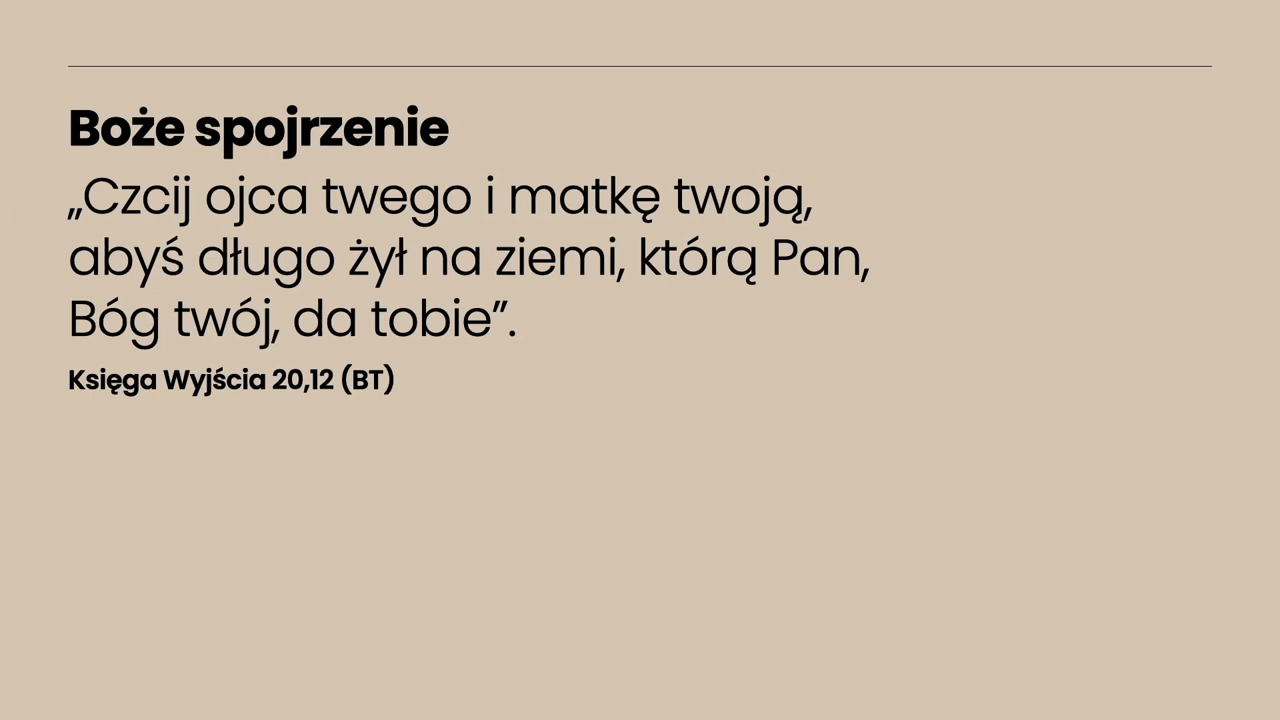 Boże spojrzenie
„Czcij ojca twego i matkę twoją,
abyś długo żył na ziemi, którą Pan,
Bóg twój, da tobie”.
Księga Wyjścia 20,12 (BT)